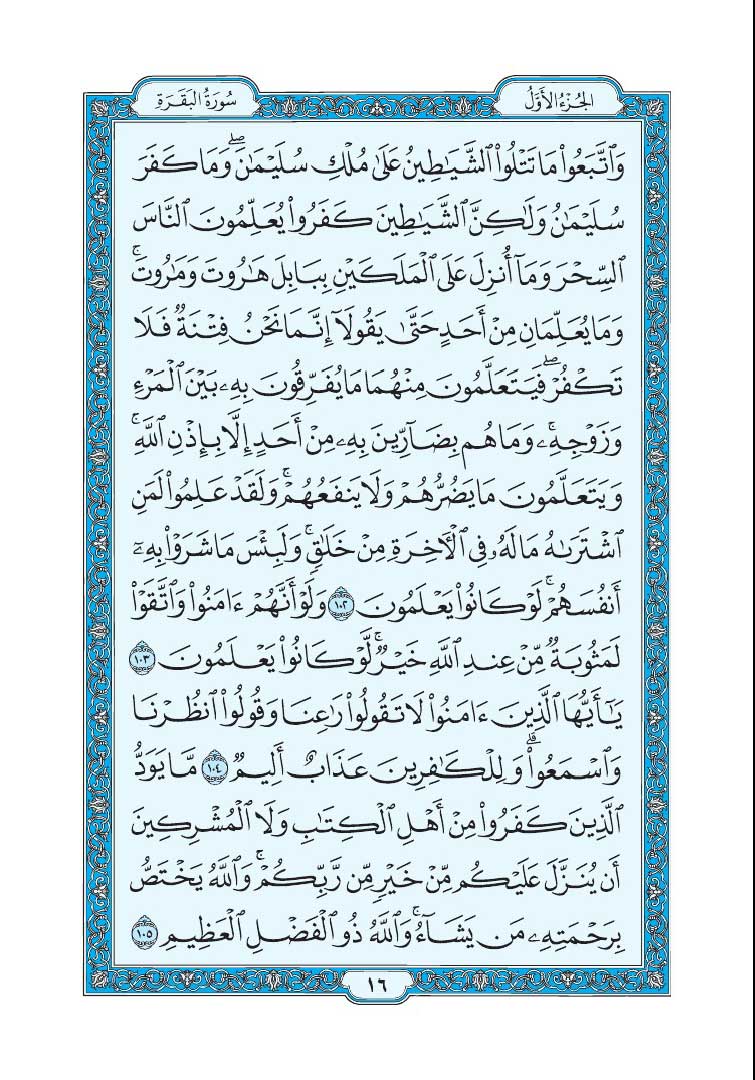 الجُزْءُ الأَوَّلُ
سُورَةُ البَقَرَةِ
وَٱتَّبَعُواْ مَا تَتْلُواْ ٱلشَّيَٰطِينُ عَلَىٰ مُلْكِ سُلَيْمَٰنَۖ وَمَا كَفَرَ
سُلَيْمَٰنُ وَلَٰكِنَّ ٱلشَّيَٰطِينَ كَفَرُواْ يُعَلِّمُونَ ٱلنَّاسَ
ٱلسِّحْرَ وَمَآ أُنزِلَ عَلَى ٱلْمَلَكَيْنِ بِبَابِلَ هَٰرُوتَ وَمَٰرُوتَۚ
وَمَا يُعَلِّمَانِ مِنْ أَحَدٍ حَتَّىٰ يَقُولَآ إِنَّمَا نَحْنُ فِتْنَةٌ فَلَا
تَكْفُرْۖ فَيَتَعَلَّمُونَ مِنْهُمَا مَا يُفَرِّقُونَ بِهِۦ بَيْنَ ٱلْمَرْءِ
وَزَوْجِهِۦۚ وَمَا هُم بِضَآرِّينَ بِهِۦ مِنْ أَحَدٍ إِلَّا بِإِذْنِ ٱللَّهِۚ
وَيَتَعَلَّمُونَ مَا يَضُرُّهُمْ وَلَا يَنفَعُهُمْۚ وَلَقَدْ عَلِمُواْ لَمَنِ
ٱشْتَرَىٰهُ مَا لَهُۥ فِي ٱلْأٓخِرَةِ مِنْ خَلَٰقٍۚ وَلَبِئْسَ مَا شَرَوْاْ بِهِۦٓ
أَنفُسَهُمْۚ لَوْ كَانُواْ يَعْلَمُونَ ١٠٢ وَلَوْ أَنَّهُمْ ءَامَنُواْ وَٱتَّقَوْاْ
لَمَثُوبَةٌ مِّنْ عِندِ ٱللَّهِ خَيْرٌۚ لَّوْ كَانُواْ يَعْلَمُونَ ١٠٣
يَٰٓأَيُّهَا ٱلَّذِينَ ءَامَنُواْ لَا تَقُولُواْ رَٰعِنَا وَقُولُواْ ٱنظُرْنَا
وَٱسْمَعُواْۗ وَلِلْكَٰفِرِينَ عَذَابٌ أَلِيمٌ ١٠٤ مَّا يَوَدُّ
ٱلَّذِينَ كَفَرُواْ مِنْ أَهْلِ ٱلْكِتَٰبِ وَلَا ٱلْمُشْرِكِينَ
أَن يُنَزَّلَ عَلَيْكُم مِّنْ خَيْرٍ مِّن رَّبِّكُمْۚ وَٱللَّهُ يَخْتَصُّ
بِرَحْمَتِهِۦ مَن يَشَآءُۚ وَٱللَّهُ ذُو ٱلْفَضْلِ ٱلْعَظِيمِ ١٠٥
١٦